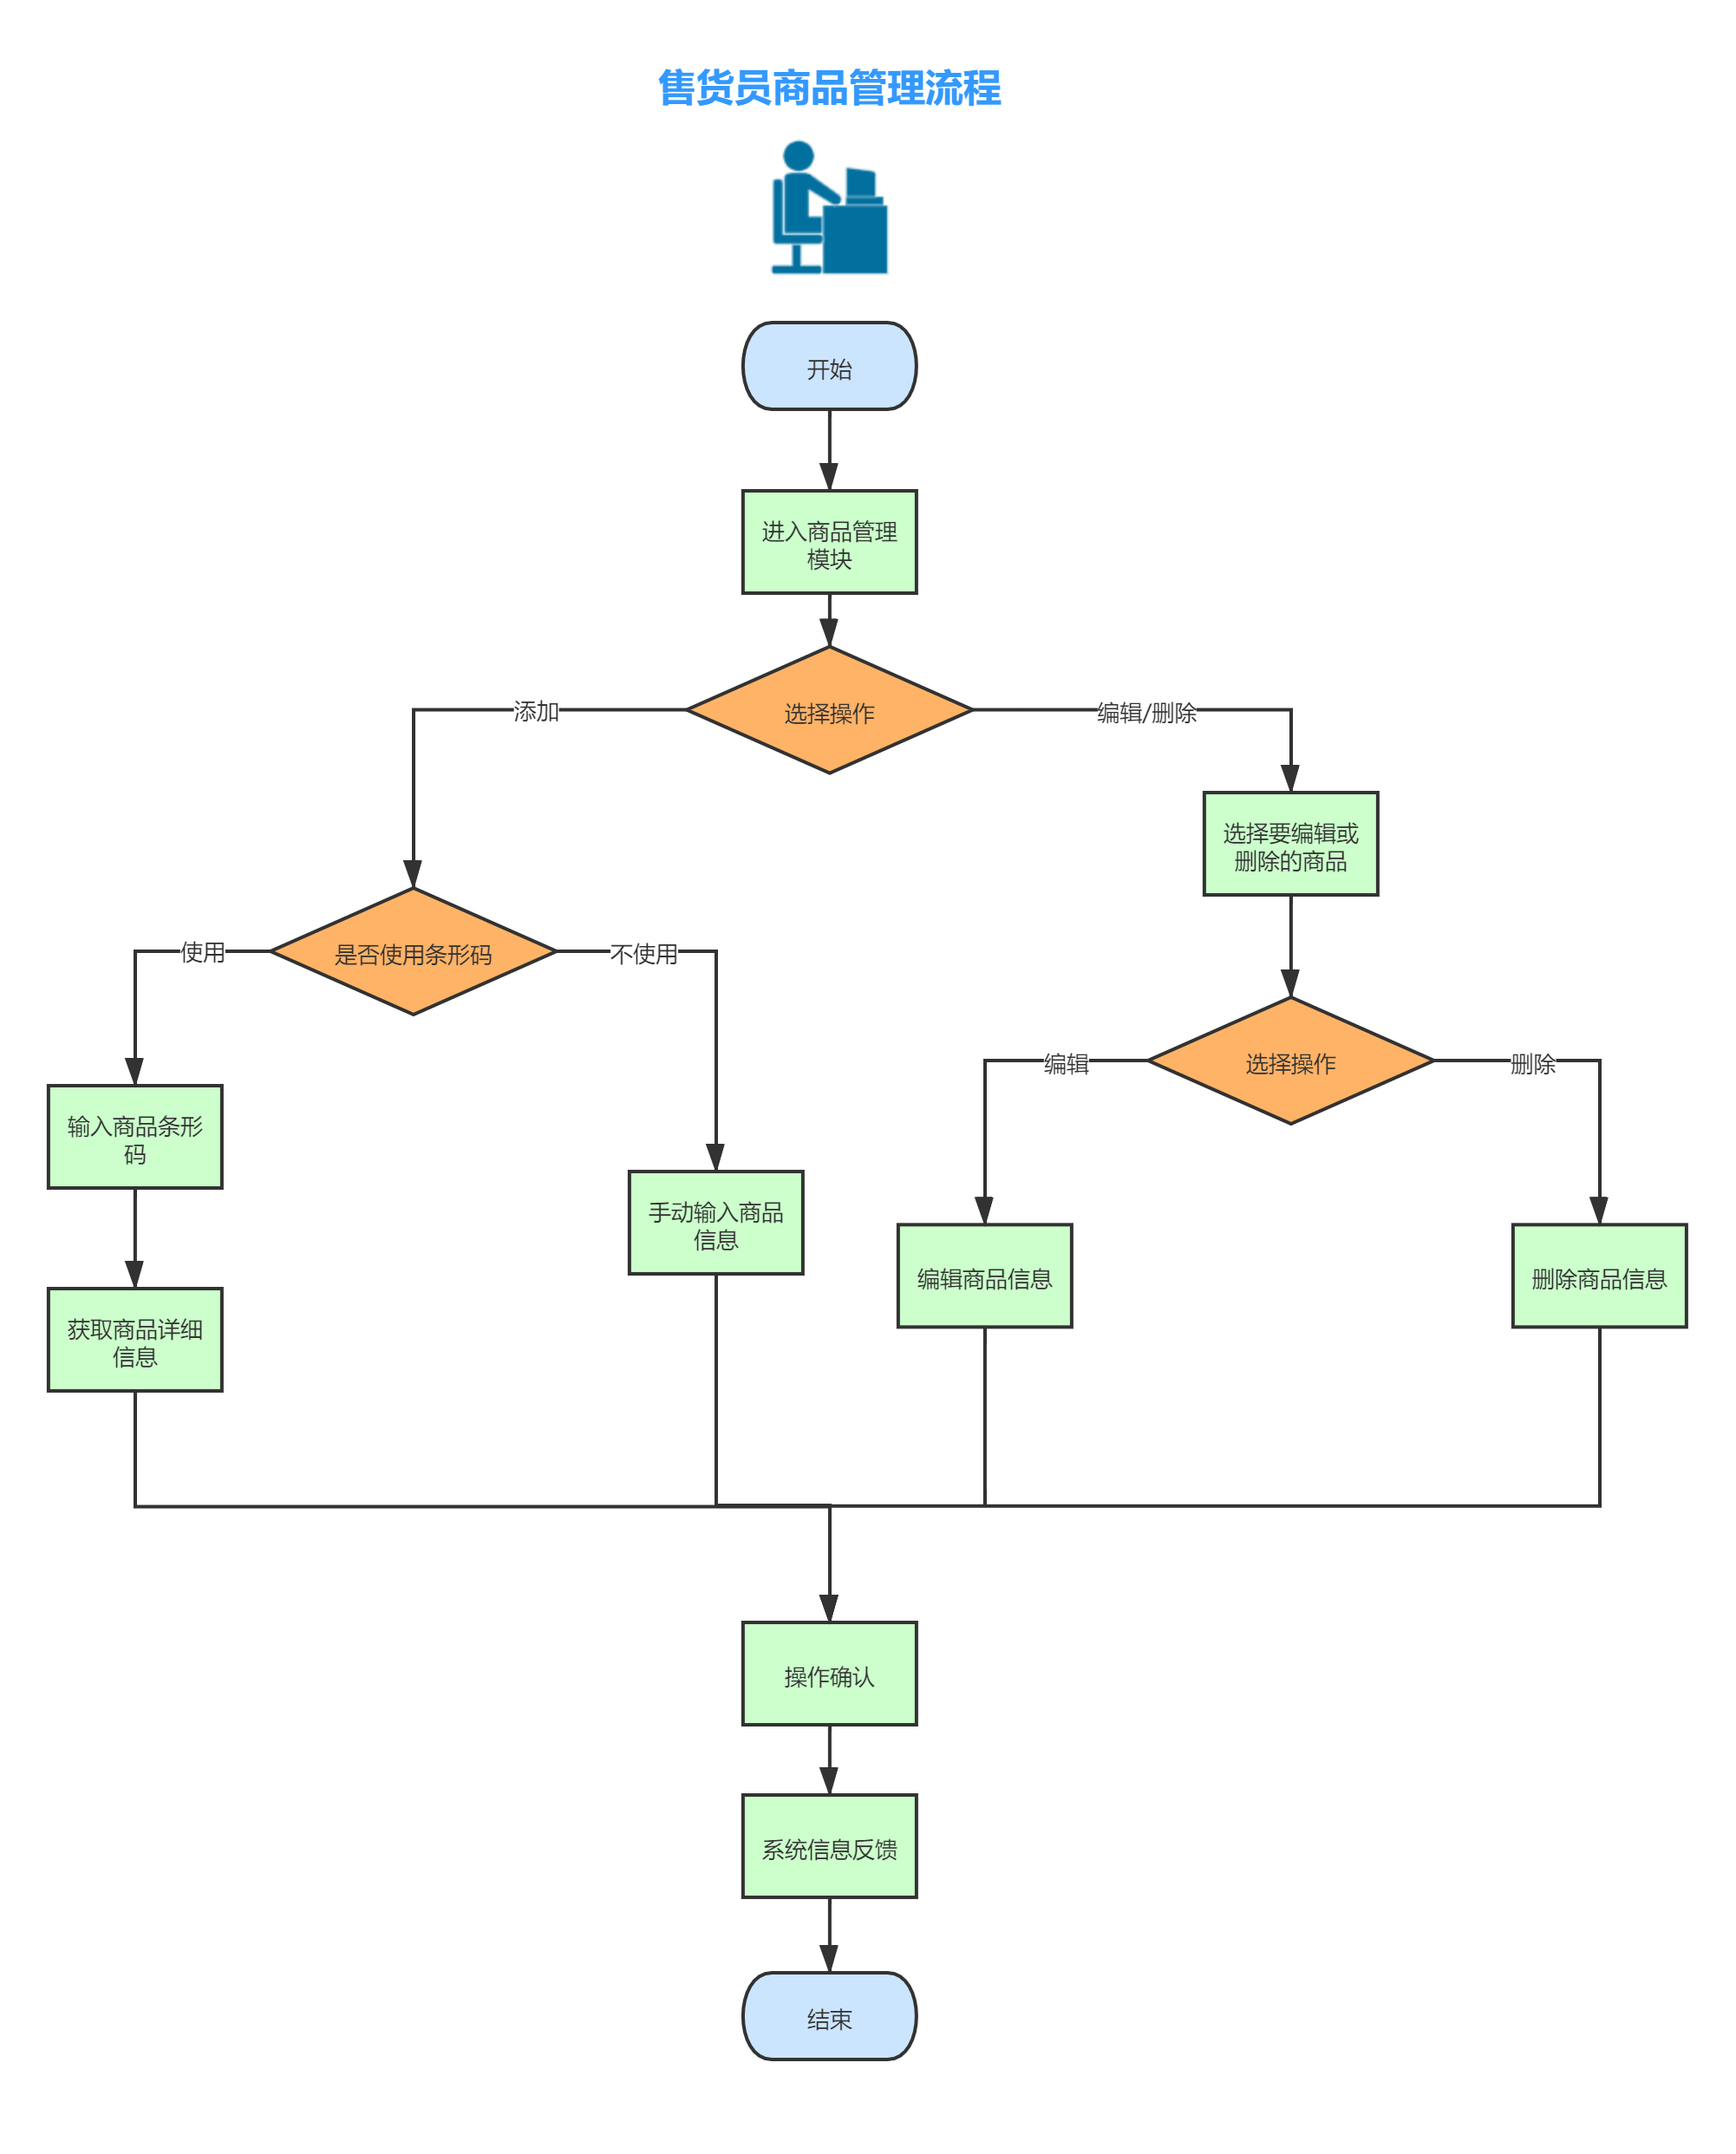 售货员商品管理流程
开始
进入商品管理
模块
选择操作
添加
编辑/删除
选择要编辑或
删除的商品
是否使用条形码
使用
不使用
选择操作
编辑
删除
输入商品条形
码
手动输入商品
信息
编辑商品信息
删除商品信息
获取商品详细
信息
操作确认
系统信息反馈
结束